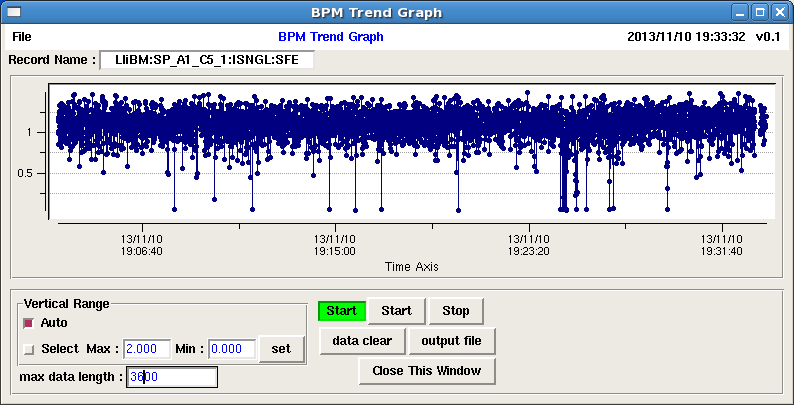 BPM Trend Graph
File BPM Trend Graph 2013/11/10 19:33:32 v0.1
Record Name : LIiBM:SP_A1_C5_1:ISNGL:SFE
1
0.5
13/11/10 13/11/10 13/11/10 13/11/10
19:06:40 19:15:00 19:23:20 19:31:40
Time Axis
Vertical Range
Auto
Select Max : 2.000 Min : 0.000 set
max data length : 3600
Start Start Stop
data clear output file
Close This Window